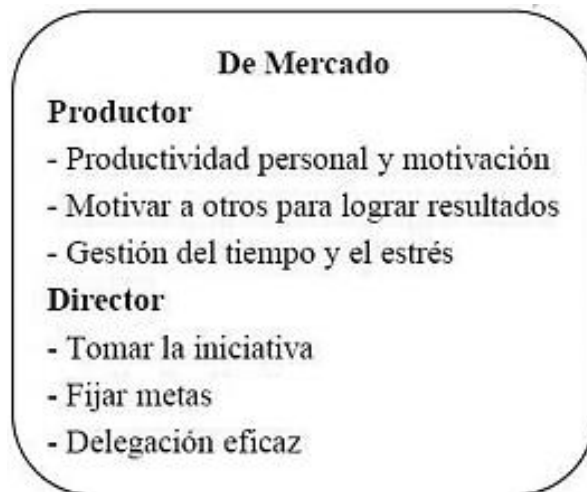 De Mercado
Productor
- Productividad personal y motivación
- Motivar a otros para lograr resultados
- Gestión del tiempo y el estrés
Director
- Tomar la iniciativa
- Fijar metas
- Delegación eficaz